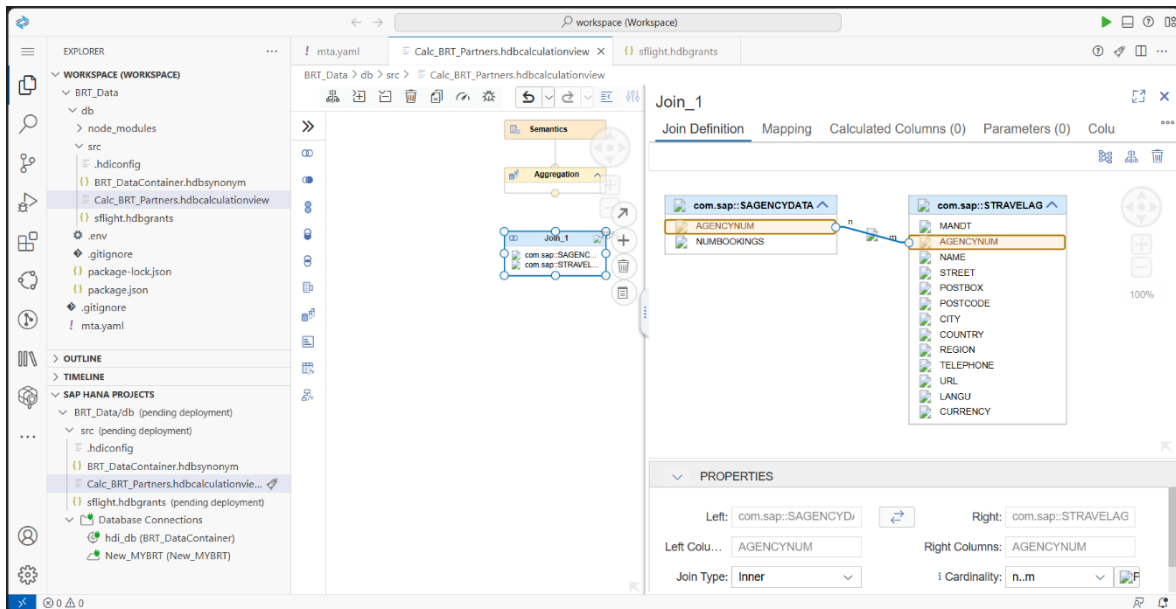 workspace (Workspace)
EXPLORER
WORKSPACE (WORKSPACE)
BRT_Data
db
node_modules
src
.hdiconfig
{} BRT_DataContainer.hdbsynonym
Calc_BRT_Partners.hdbcalculationview
{} sflight.hdbgrants
.env
.gitignore
{} package-lock.json
{} package.json
.gitignore
! mta.yaml
OUTLINE
TIMELINE
SAP HANA PROJECTS
BRT_Data/db (pending deployment)
src (pending deployment)
.hdiconfig
{} BRT_DataContainer.hdbsynonym
Calc_BRT_Partners.hdbcalculationvie...
{} sflight.hdbgrants (pending deployment)
Database Connections
hdi_db (BRT_DataContainer)
New_MYBRT (New_MYBRT)
0 0
! mta.yaml
Calc_BRT_Partners.hdbcalculationview
{} sflight.hdbgrants
BRT_Data > db > src > Calc_BRT_Partners.hdbcalculationview
Semantics
Aggregation
Join_1
com.sap::SAGENC...
com.sap::STRAVEL...
Join_1
Join Definition Mapping Calculated Columns (0) Parameters (0) Colu
com.sap::SAGENCYDATA
AGENCYNUM
NUMBOOKINGS
n
m
com.sap::STRAVELAG
MANDT
AGENCYNUM
NAME
STREET
POSTBOX
POSTCODE
CITY
COUNTRY
REGION
TELEPHONE
URL
LANGU
CURRENCY
100%
PROPERTIES
Left: com.sap::SAGENCYD/ Right: com.sap::STRAVELAG
Left Colu... AGENCYNUM Right Columns: AGENCYNUM
Join Type: Inner i Cardinality: n..m